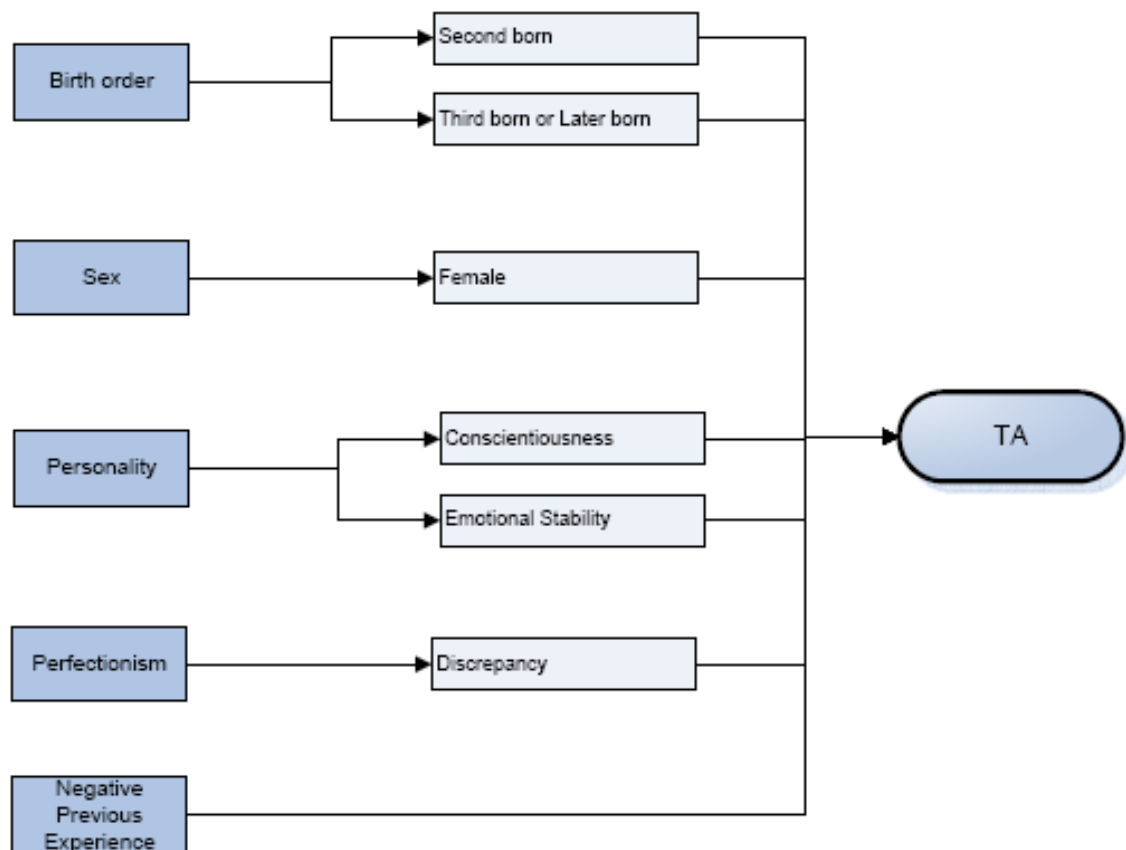 Second born
Birth order
Third born or Later born
Sex
Female
Conscientiousness
TA
Personality
Emotional Stability
Perfectionism
Discrepancy
Negative
Previous
Experience